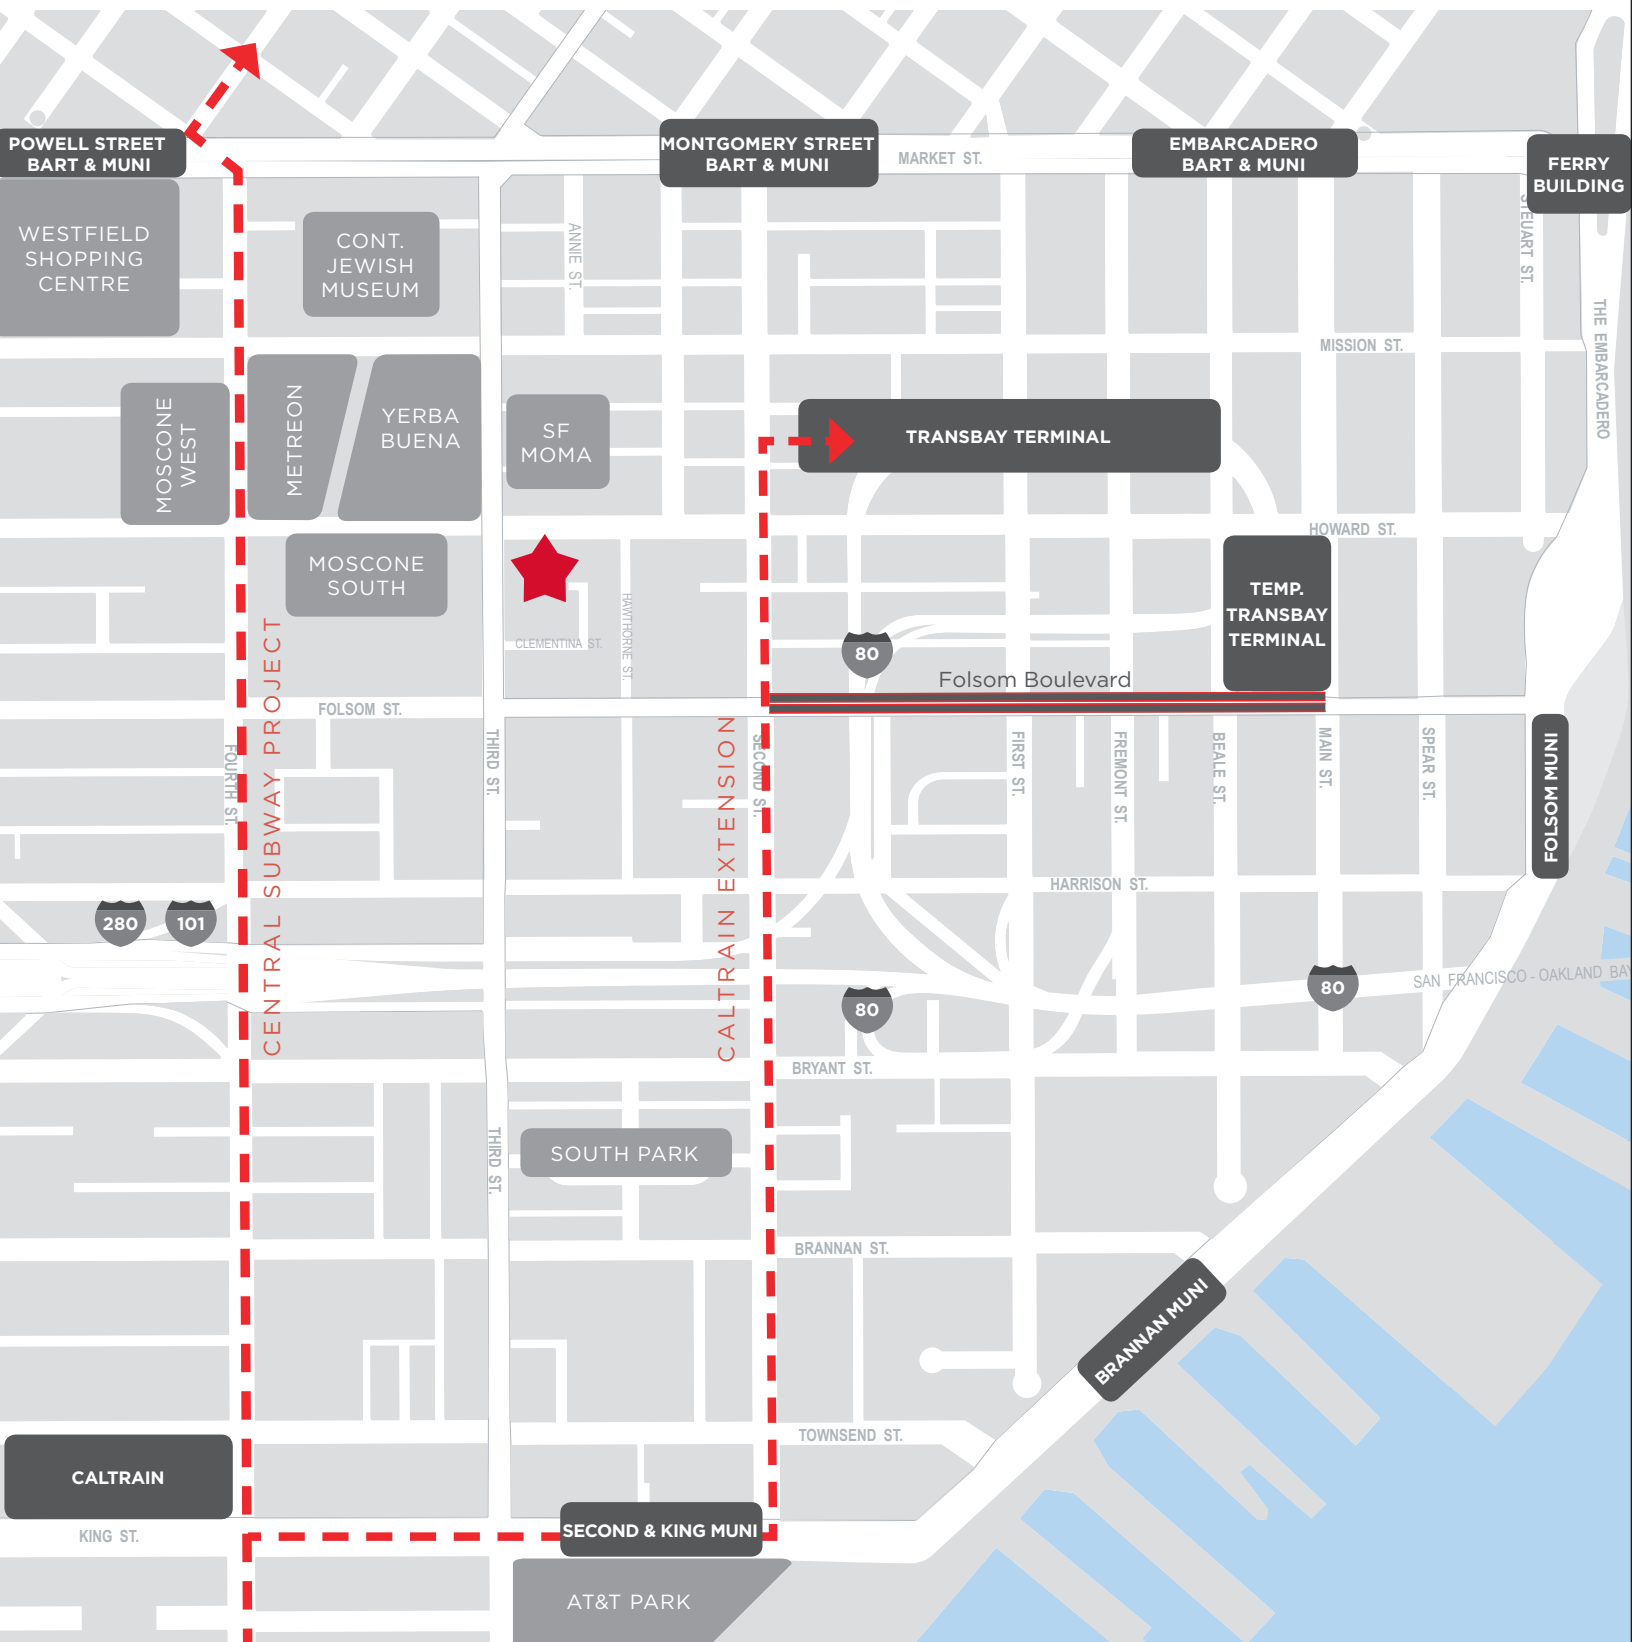 POWELL STREET
BART & MUNI
MONTGOMERY STREET
BART & MUNI
MARKET ST.
EMBARCADERO
BART & MUNI
FERRY
BUILDING
WESTFIELD
SHOPPING
CENTRE
CONT.
JEWISH
MUSEUM
ANNIE ST.
STEUART ST.
THE EMBARCADERO
MISSION ST.
MOSCONE
WEST
METREON
YERBA
BUENA
SF
MOMA
TRANSBAY TERMINAL
HOWARD ST.
MOSCONE
SOUTH
TEMP.
TRANSBAY
TERMINAL
HAWTHORNE ST.
CLEMENTINA ST.
80
Folsom Boulevard
FOLSOM ST.
CENTRAL SUBWAY PROJECT
FOURTH ST.
THIRD ST.
CALTRAIN EXTENSION
SECOND ST.
FIRST ST.
FREMONT ST.
BEALE ST.
MAIN ST.
SPEAR ST.
FOLSOM MUNI
HARRISON ST.
280
101
80
80
SAN FRANCISCO - OAKLAND BAY
BRYANT ST.
THIRD ST.
SOUTH PARK
BRANNAN ST.
BRANNAN MUNI
TOWNSEND ST.
CALTRAIN
KING ST.
SECOND & KING MUNI
AT&T PARK